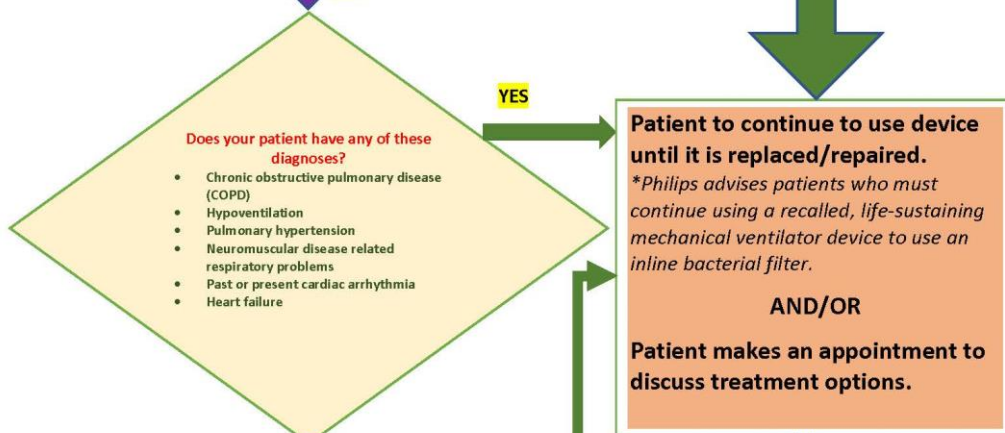 YES
Does your patient have any of these
diagnoses?
• Chronic obstructive pulmonary disease
(COPD)
• Hypoventilation
• Pulmonary hypertension
• Neuromuscular disease related
respiratory problems
• Past or present cardiac arrhythmia
• Heart failure
Patient to continue to use device
until it is replaced/repaired.
*Philips advises patients who must
continue using a recalled, life-sustaining
mechanical ventilator device to use an
inline bacterial filter.
AND/OR
Patient makes an appointment to
discuss treatment options.